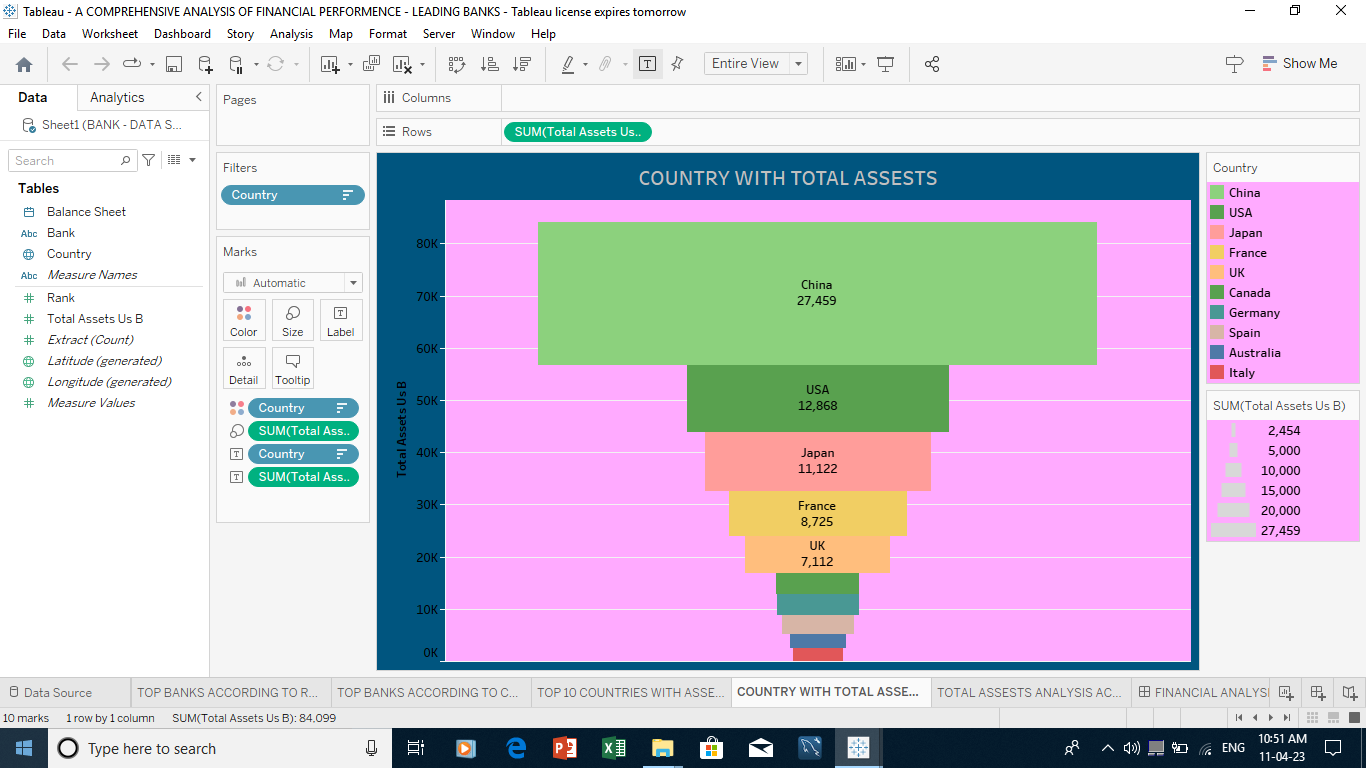 Tableau - A COMPREHENSIVE ANALYSIS OF FINANCIAL PERFORMENCE - LEADING BANKS - Tableau license expires tomorrow
File Data Worksheet Dashboard Story Analysis Map Format Server Window Help
Entire View
Show Me
Data Analytics
Sheet1 (BANK - DATA S...
Search
Tables
Balance Sheet
Abc Bank
Country
Abc Measure Names
Rank
Total Assets Us B
Extract (Count)
Latitude (generated)
Longitude (generated)
Measure Values
Pages
Filters
Country
Marks
Automatic
Color Size Label
Detail Tooltip
Country
SUM(Total Ass..
Country
SUM(Total Ass..
Columns
Rows SUM(Total Assets Us..
COUNTRY WITH TOTAL ASSESTS
Total Assets Us B
80K
70K
60K
50K
40K
30K
20K
10K
0K
China
27,459
USA
12,868
Japan
11,122
France
8,725
UK
7,112
Country
China
USA
Japan
France
UK
Canada
Germany
Spain
Australia
Italy
SUM(Total Assets Us B)
2,454
5,000
10,000
15,000
20,000
27,459
Data Source TOP BANKS ACCORDING TO R... TOP BANKS ACCORDING TO C... TOP 10 COUNTRIES WITH ASSE... COUNTRY WITH TOTAL ASSE... TOTAL ASSESTS ANALYSIS AC... FINANCIAL ANALYSI
10 marks 1 row by 1 column SUM(Total Assets Us B): 84,099
Type here to search
ENG
10:51 AM
11-04-23